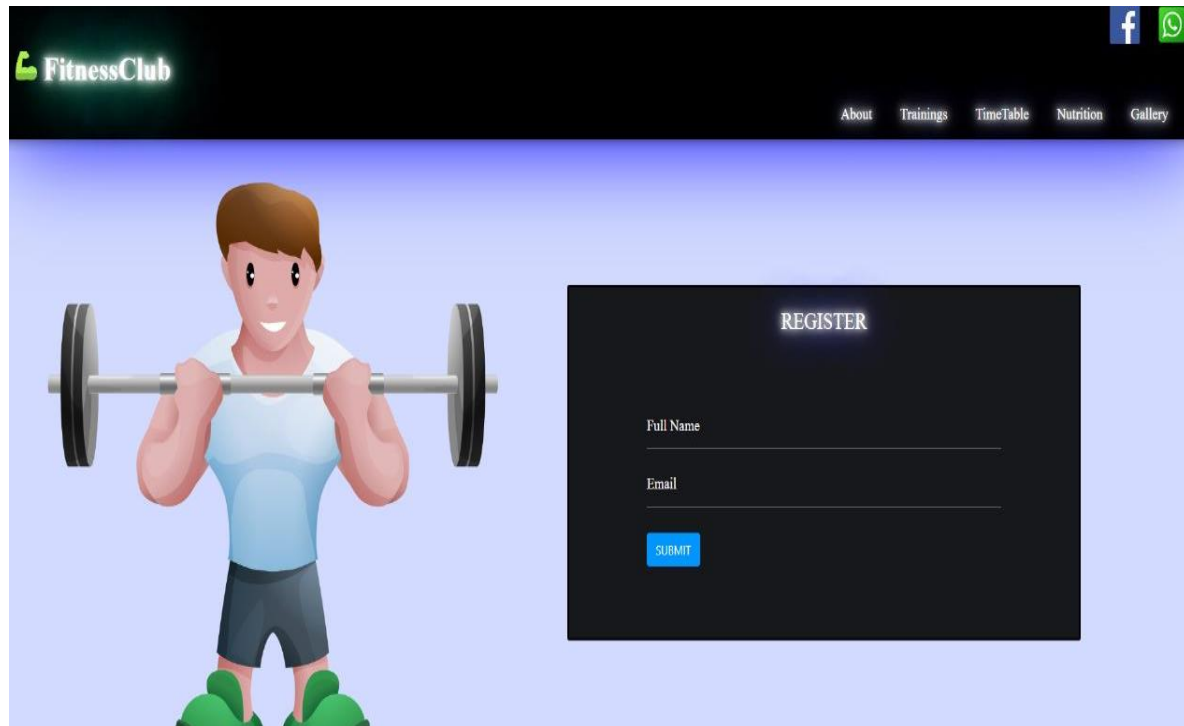 FitnessClub
About Trainings TimeTable Nutrition Gallery
REGISTER
Full Name
Email
SUBMIT